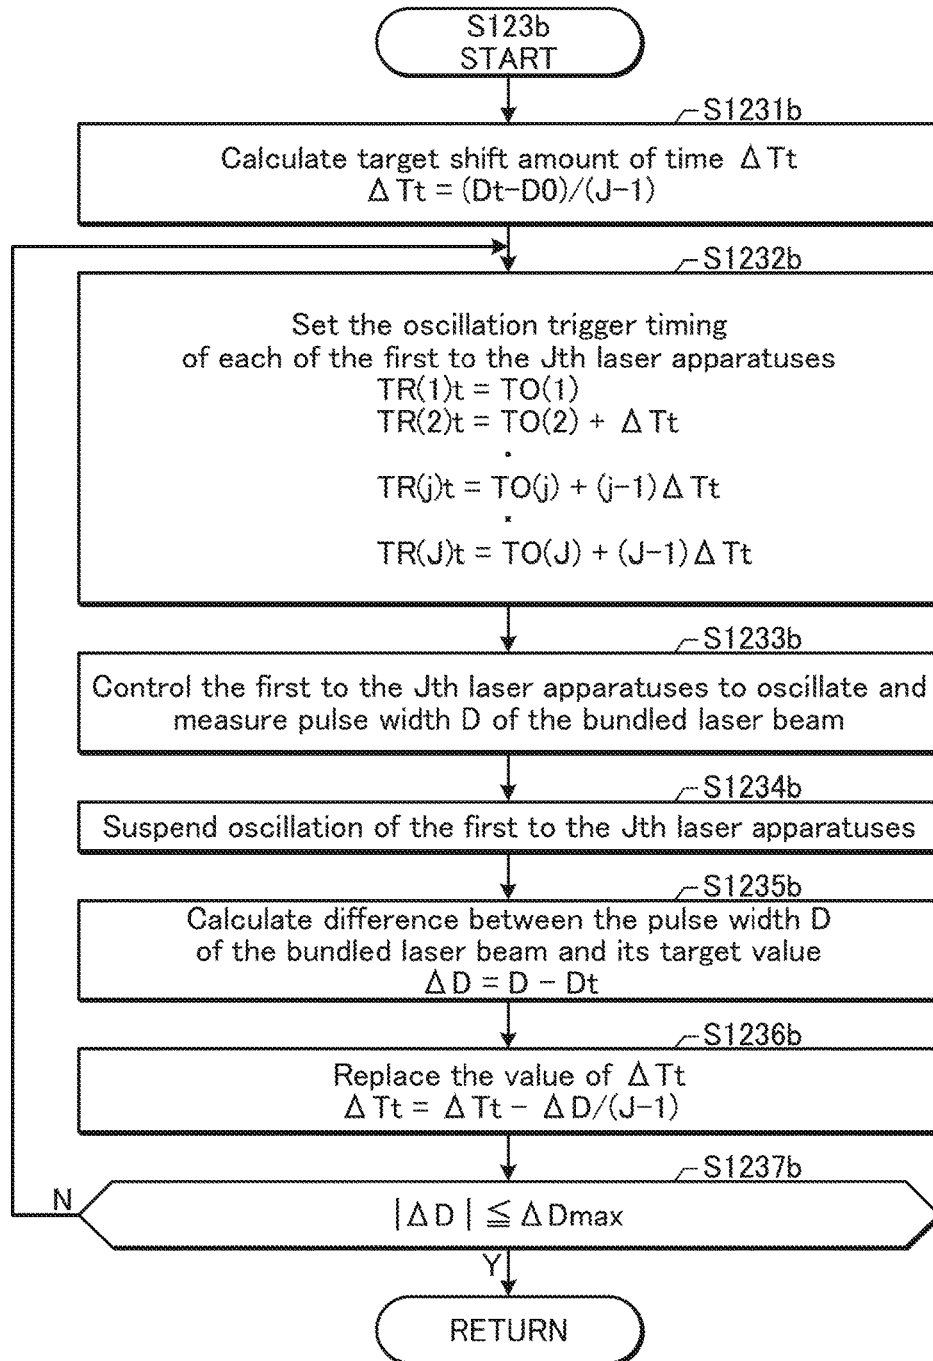 S123b
START
S1231b
Calculate target shift amount of time ΔTt
ΔTt = (Dt−D0)/(J−1)
S1232b
Set the oscillation trigger timing
of each of the first to the Jth laser apparatuses
TR(1)t = TO(1)
TR(2)t = TO(2) + ΔTt
·
TR(j)t = TO(j) + (j−1)ΔTt
·
TR(J)t = TO(J) + (J−1)ΔTt
S1233b
Control the first to the Jth laser apparatuses to oscillate and
measure pulse width D of the bundled laser beam
S1234b
Suspend oscillation of the first to the Jth laser apparatuses
S1235b
Calculate difference between the pulse width D
of the bundled laser beam and its target value
ΔD = D − Dt
S1236b
Replace the value of ΔTt
ΔTt = ΔTt − ΔD/(J−1)
S1237b
N
|ΔD| ≦ ΔDmax
Y
RETURN